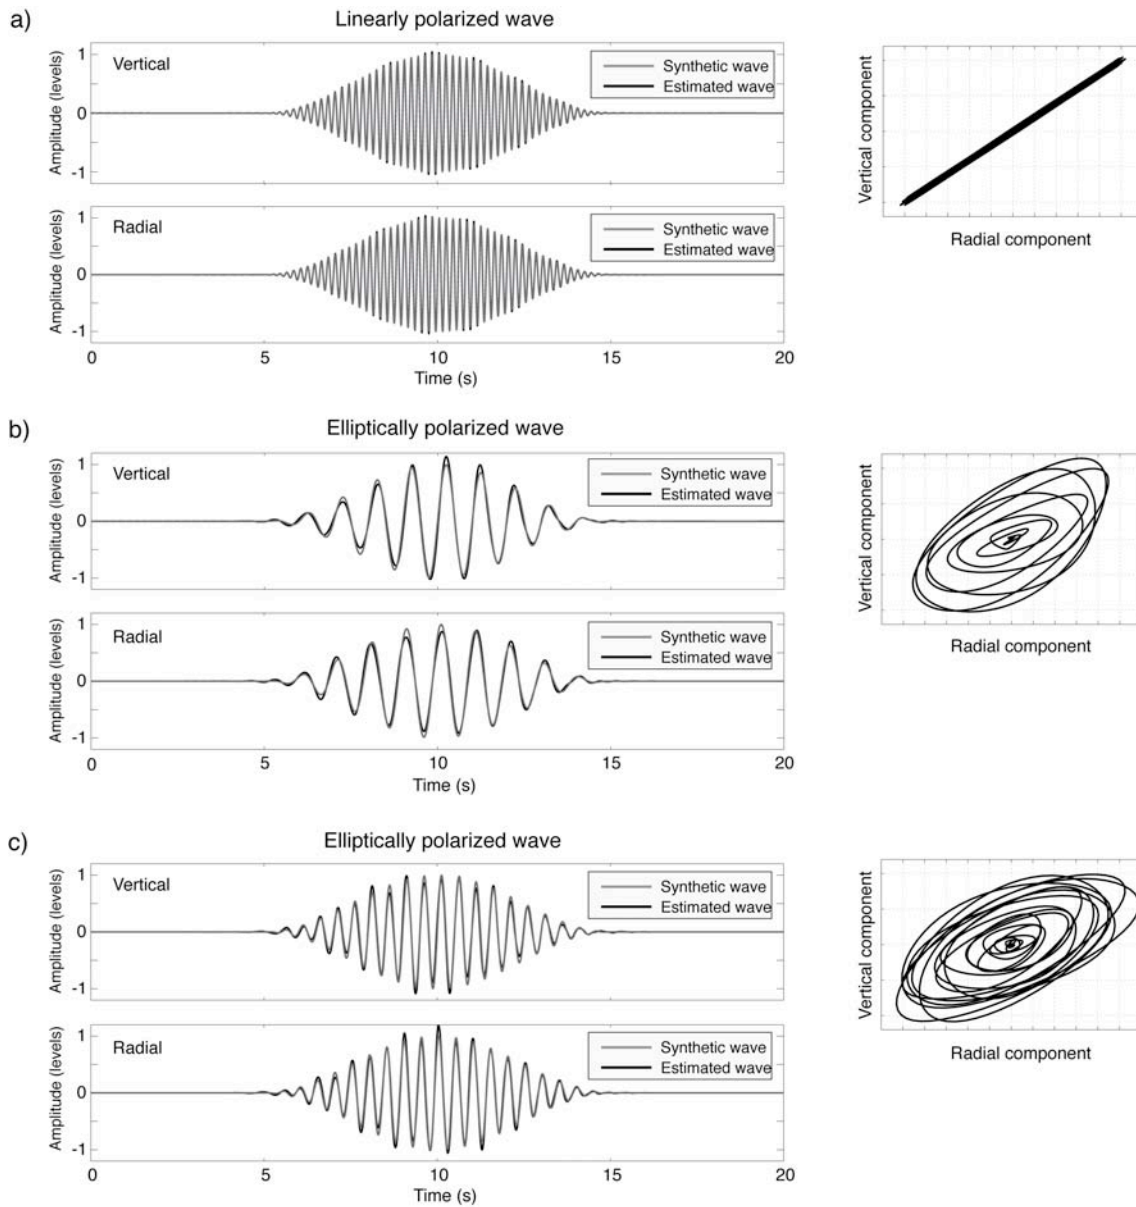 a)
Linearly polarized wave
Amplitude (levels)
1
0
-1
Vertical
Synthetic wave
Estimated wave
Amplitude (levels)
1
0
-1
Radial
Synthetic wave
Estimated wave
0 5 10 15 20
Time (s)
Vertical component
Radial component
b)
Elliptically polarized wave
Amplitude (levels)
1
0
-1
Vertical
Synthetic wave
Estimated wave
Amplitude (levels)
1
0
-1
Radial
Synthetic wave
Estimated wave
0 5 10 15 20
Time (s)
Vertical component
Radial component
c)
Elliptically polarized wave
Amplitude (levels)
1
0
-1
Vertical
Synthetic wave
Estimated wave
Amplitude (levels)
1
0
-1
Radial
Synthetic wave
Estimated wave
0 5 10 15 20
Time (s)
Vertical component
Radial component